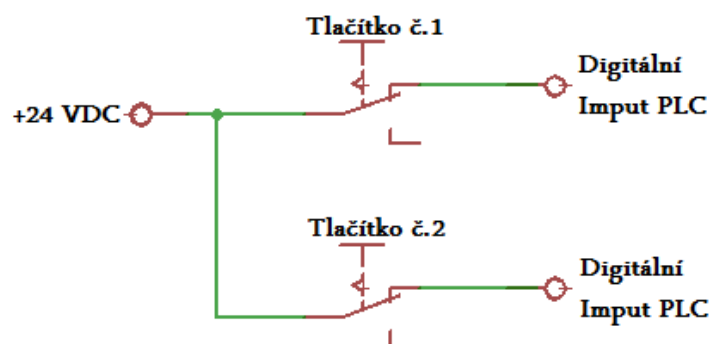 Tlačítko č.1
Digitální
Imput PLC
+24 VDC
Tlačítko č.2
Digitální
Imput PLC